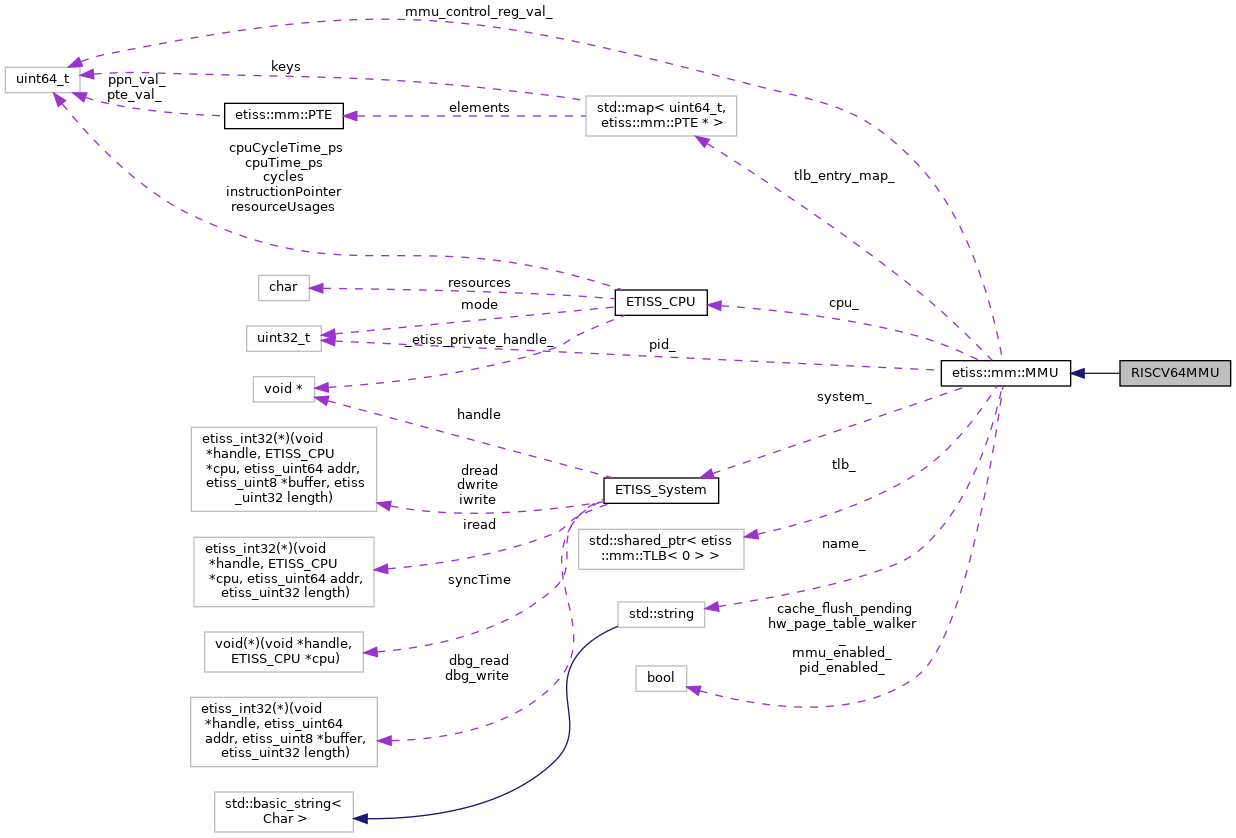 mmu_control_reg_val_
uint64_t
keys
ppn_val_
pte_val_
etiss::mm::PTE
elements
std::map< uint64_t,
etiss::mm::PTE * >
cpuCycleTime_ps
cpuTime_ps
cycles
instructionPointer
resourceUsages
tlb_entry_map_
char
resources
mode
ETISS_CPU
cpu_
uint32_t
_etiss_private_handle_
pid_
etiss::mm::MMU
RISCV64MMU
void *
handle
system_
etiss_int32(*)(void
*handle, ETISS_CPU
*cpu, etiss_uint64 addr,
etiss_uint8 *buffer, etiss
_uint32 length)
dread
dwrite
iwrite
ETISS_System
tlb_
iread
etiss_int32(*)(void
*handle, ETISS_CPU
*cpu, etiss_uint64 addr,
etiss_uint32 length)
std::shared_ptr< etiss
::mm::TLB< 0 > >
name_
syncTime
std::string
cache_flush_pending
hw_page_table_walker
_
mmu_enabled_
pid_enabled_
void(*)(void *handle,
ETISS_CPU *cpu)
dbg_read
dbg_write
bool
etiss_int32(*)(void
*handle, etiss_uint64
addr, etiss_uint8 *buffer,
etiss_uint32 length)
std::basic_string<
Char >